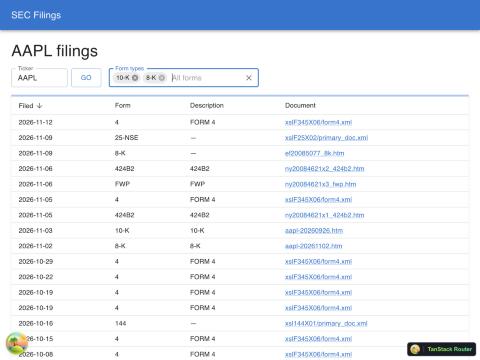 SEC Filings
AAPL filings
Ticker
AAPL
GO
Form types
10-K 8-K All forms
Filed Form Description Document
2026-11-12 4 FORM 4 xslF345X06/form4.xml
2026-11-09 25-NSE — xslF25X02/primary_doc.xml
2026-11-09 8-K — ef20085077_8k.htm
2026-11-06 424B2 424B2 ny20084621x2_424b2.htm
2026-11-06 FWP FWP ny20084621x3_fwp.htm
2026-11-05 4 FORM 4 xslF345X06/form4.xml
2026-11-05 424B2 424B2 ny20084621x1_424b2.htm
2026-11-03 10-K 10-K aapl-20260926.htm
2026-11-02 8-K 8-K aapl-20261102.htm
2026-10-29 4 FORM 4 xslF345X06/form4.xml
2026-10-22 4 FORM 4 xslF345X06/form4.xml
2026-10-19 4 FORM 4 xslF345X06/form4.xml
2026-10-19 4 FORM 4 xslF345X06/form4.xml
2026-10-16 144 — xsl144X01/primary_doc.xml
2026-10-15 4 FORM 4 xslF345X06/form4.xml
2026-10-08 4 FORM 4 xslF345X06/form4.xml
TanStack Router